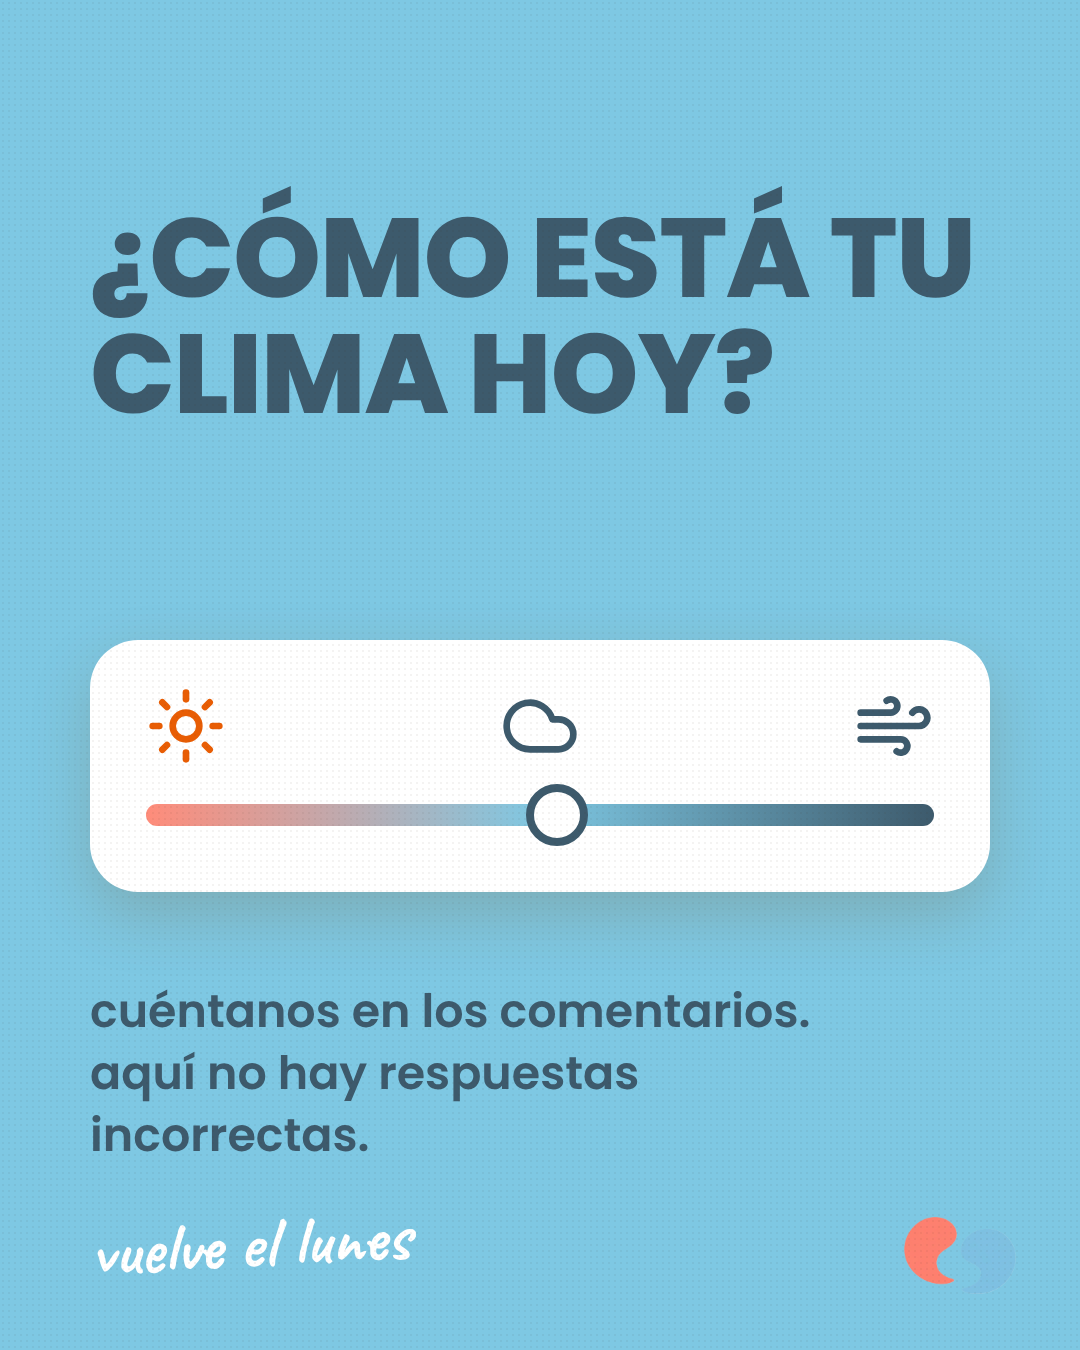 ¿CÓMO ESTÁ TU
CLIMA HOY?
cuéntanos en los comentarios.
aquí no hay respuestas
incorrectas.
vuelve el lunes